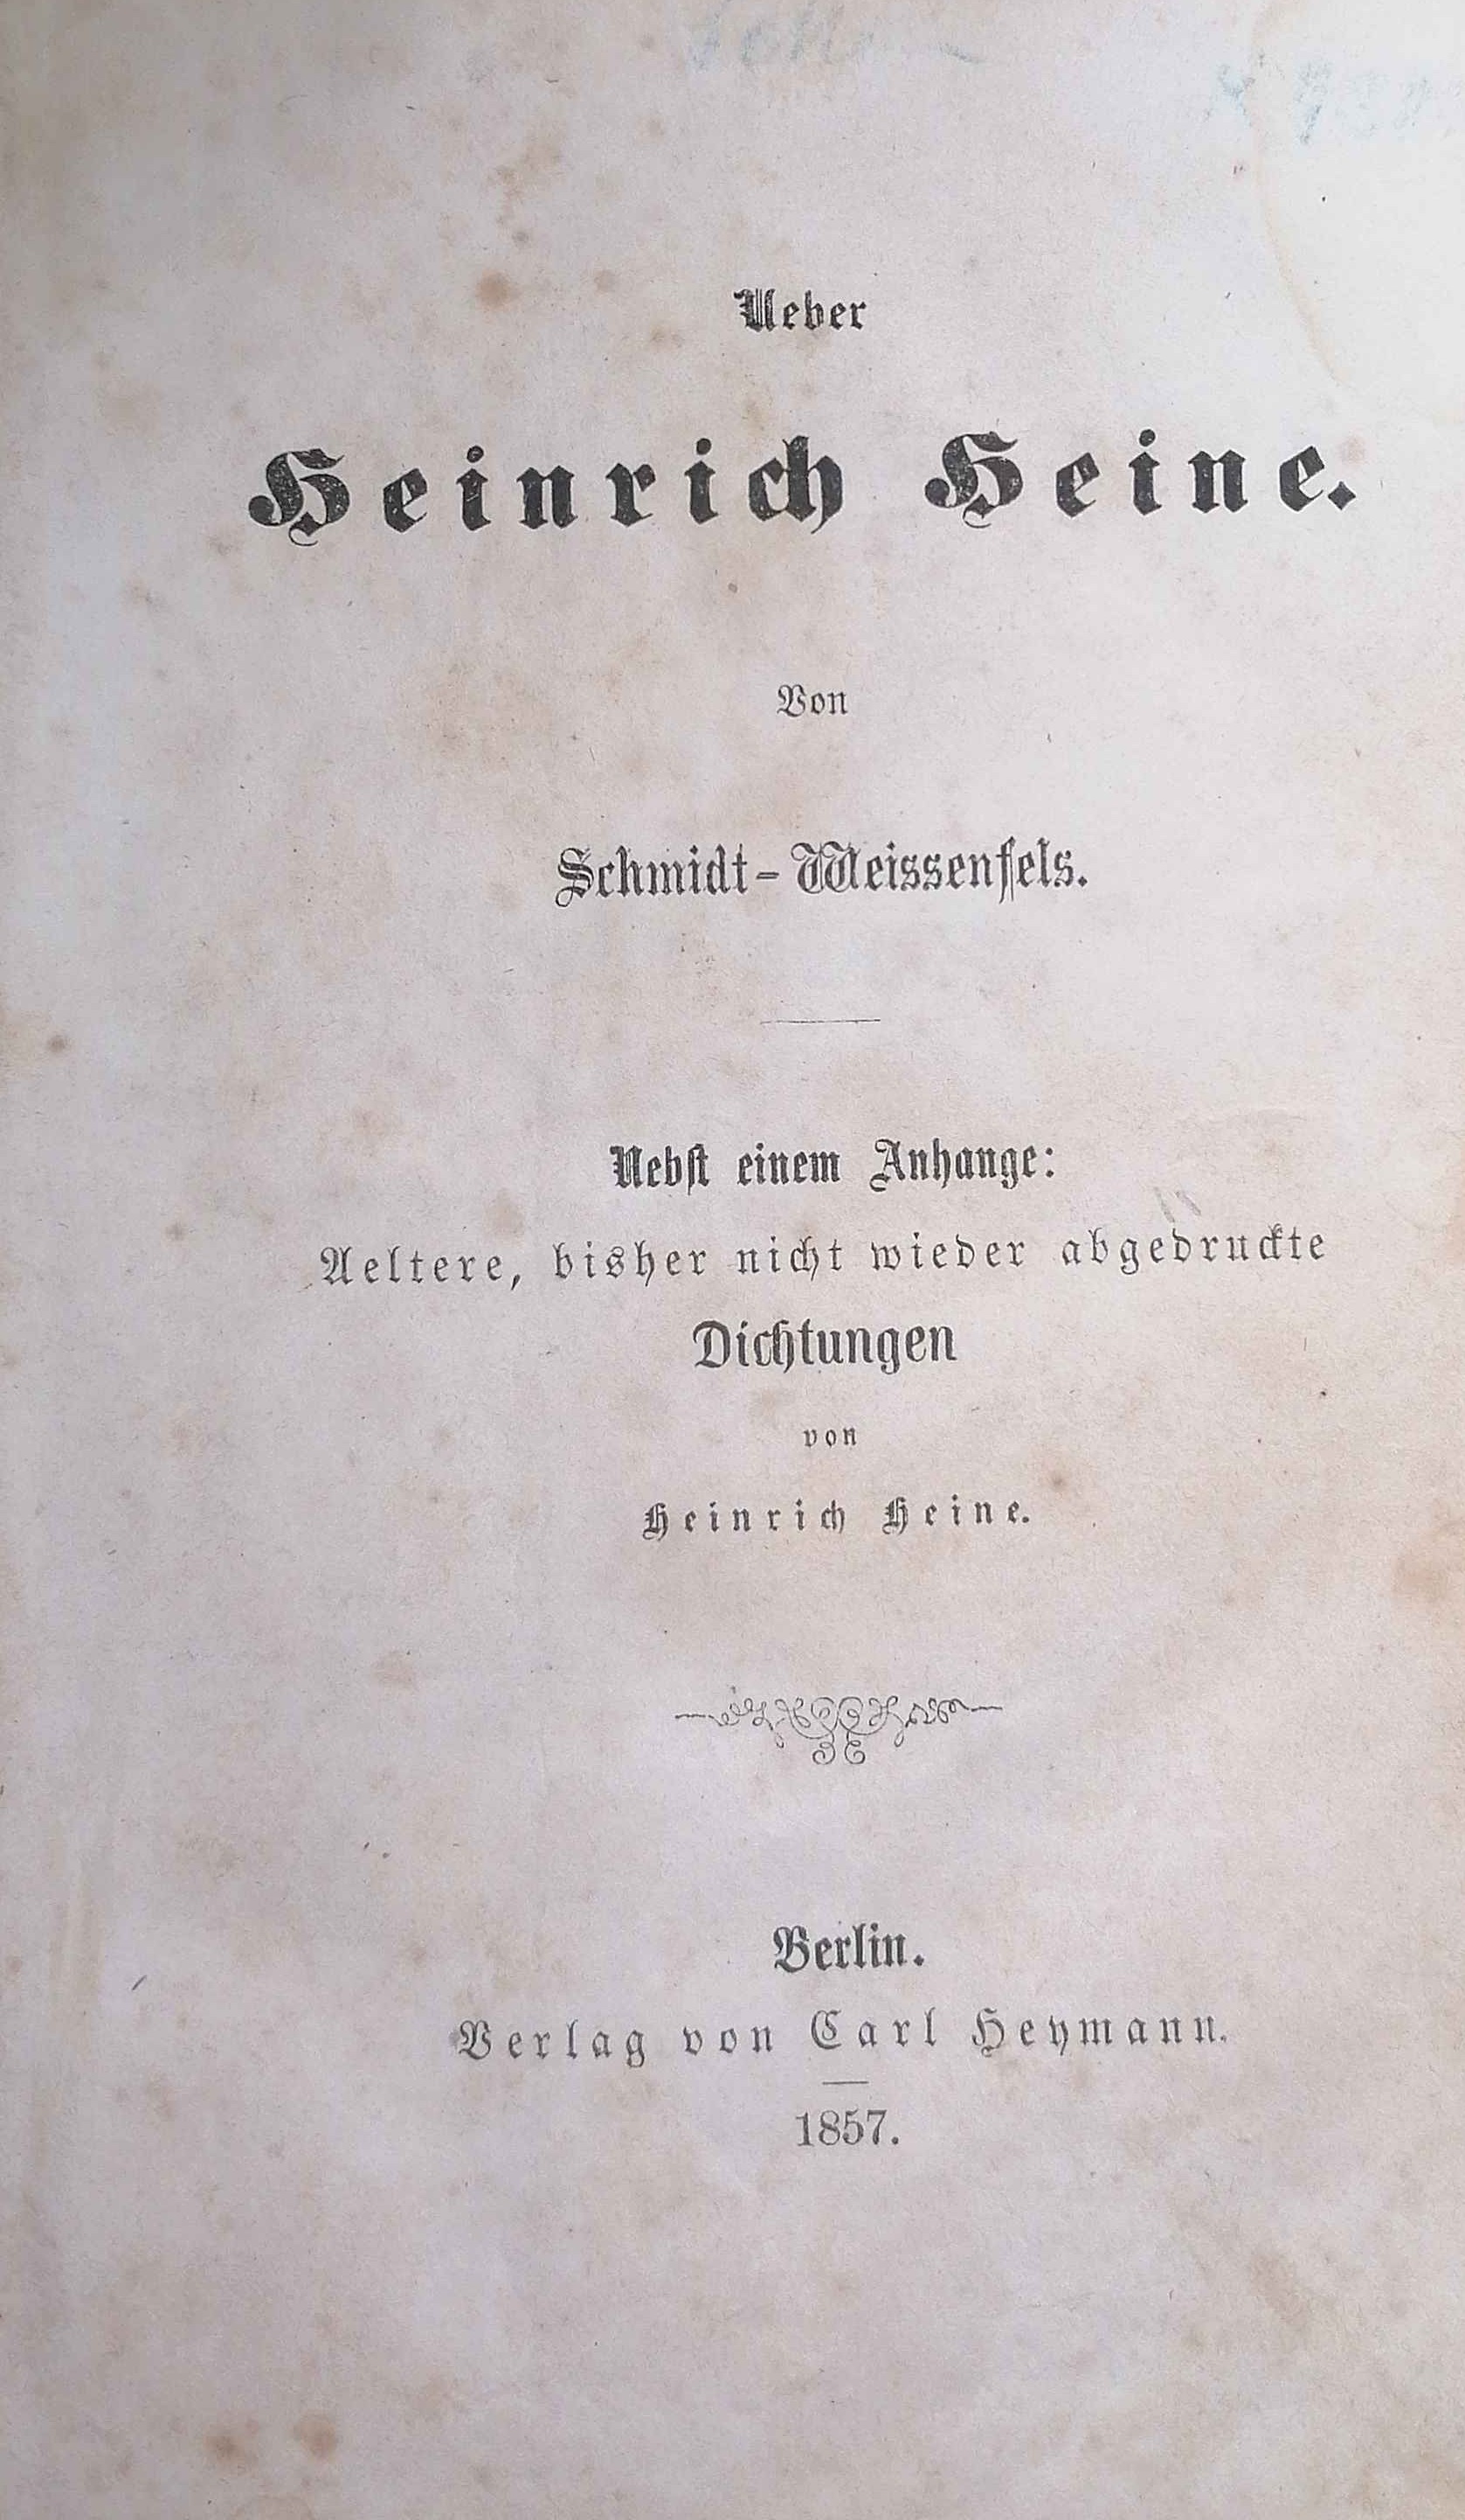 Ueber
Heinrich Heine.
Von
Schmidt-Weissenfels.
Nebst einem Anhange:
Aeltere, bisher nicht wieder abgedruckte
Dichtungen
von
Heinrich Heine.
Berlin.
Verlag von Carl Heymann.
1857.